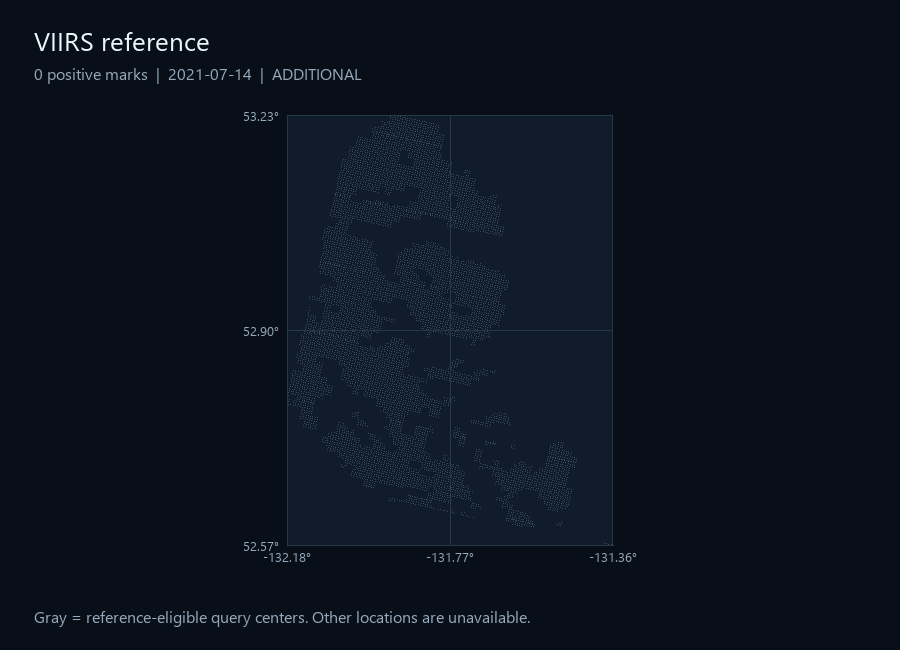 VIIRS reference
0 positive marks | 2021-07-14 | ADDITIONAL
53.23°
52.90°
52.57°
-132.18° -131.77° -131.36°
Gray = reference-eligible query centers. Other locations are unavailable.